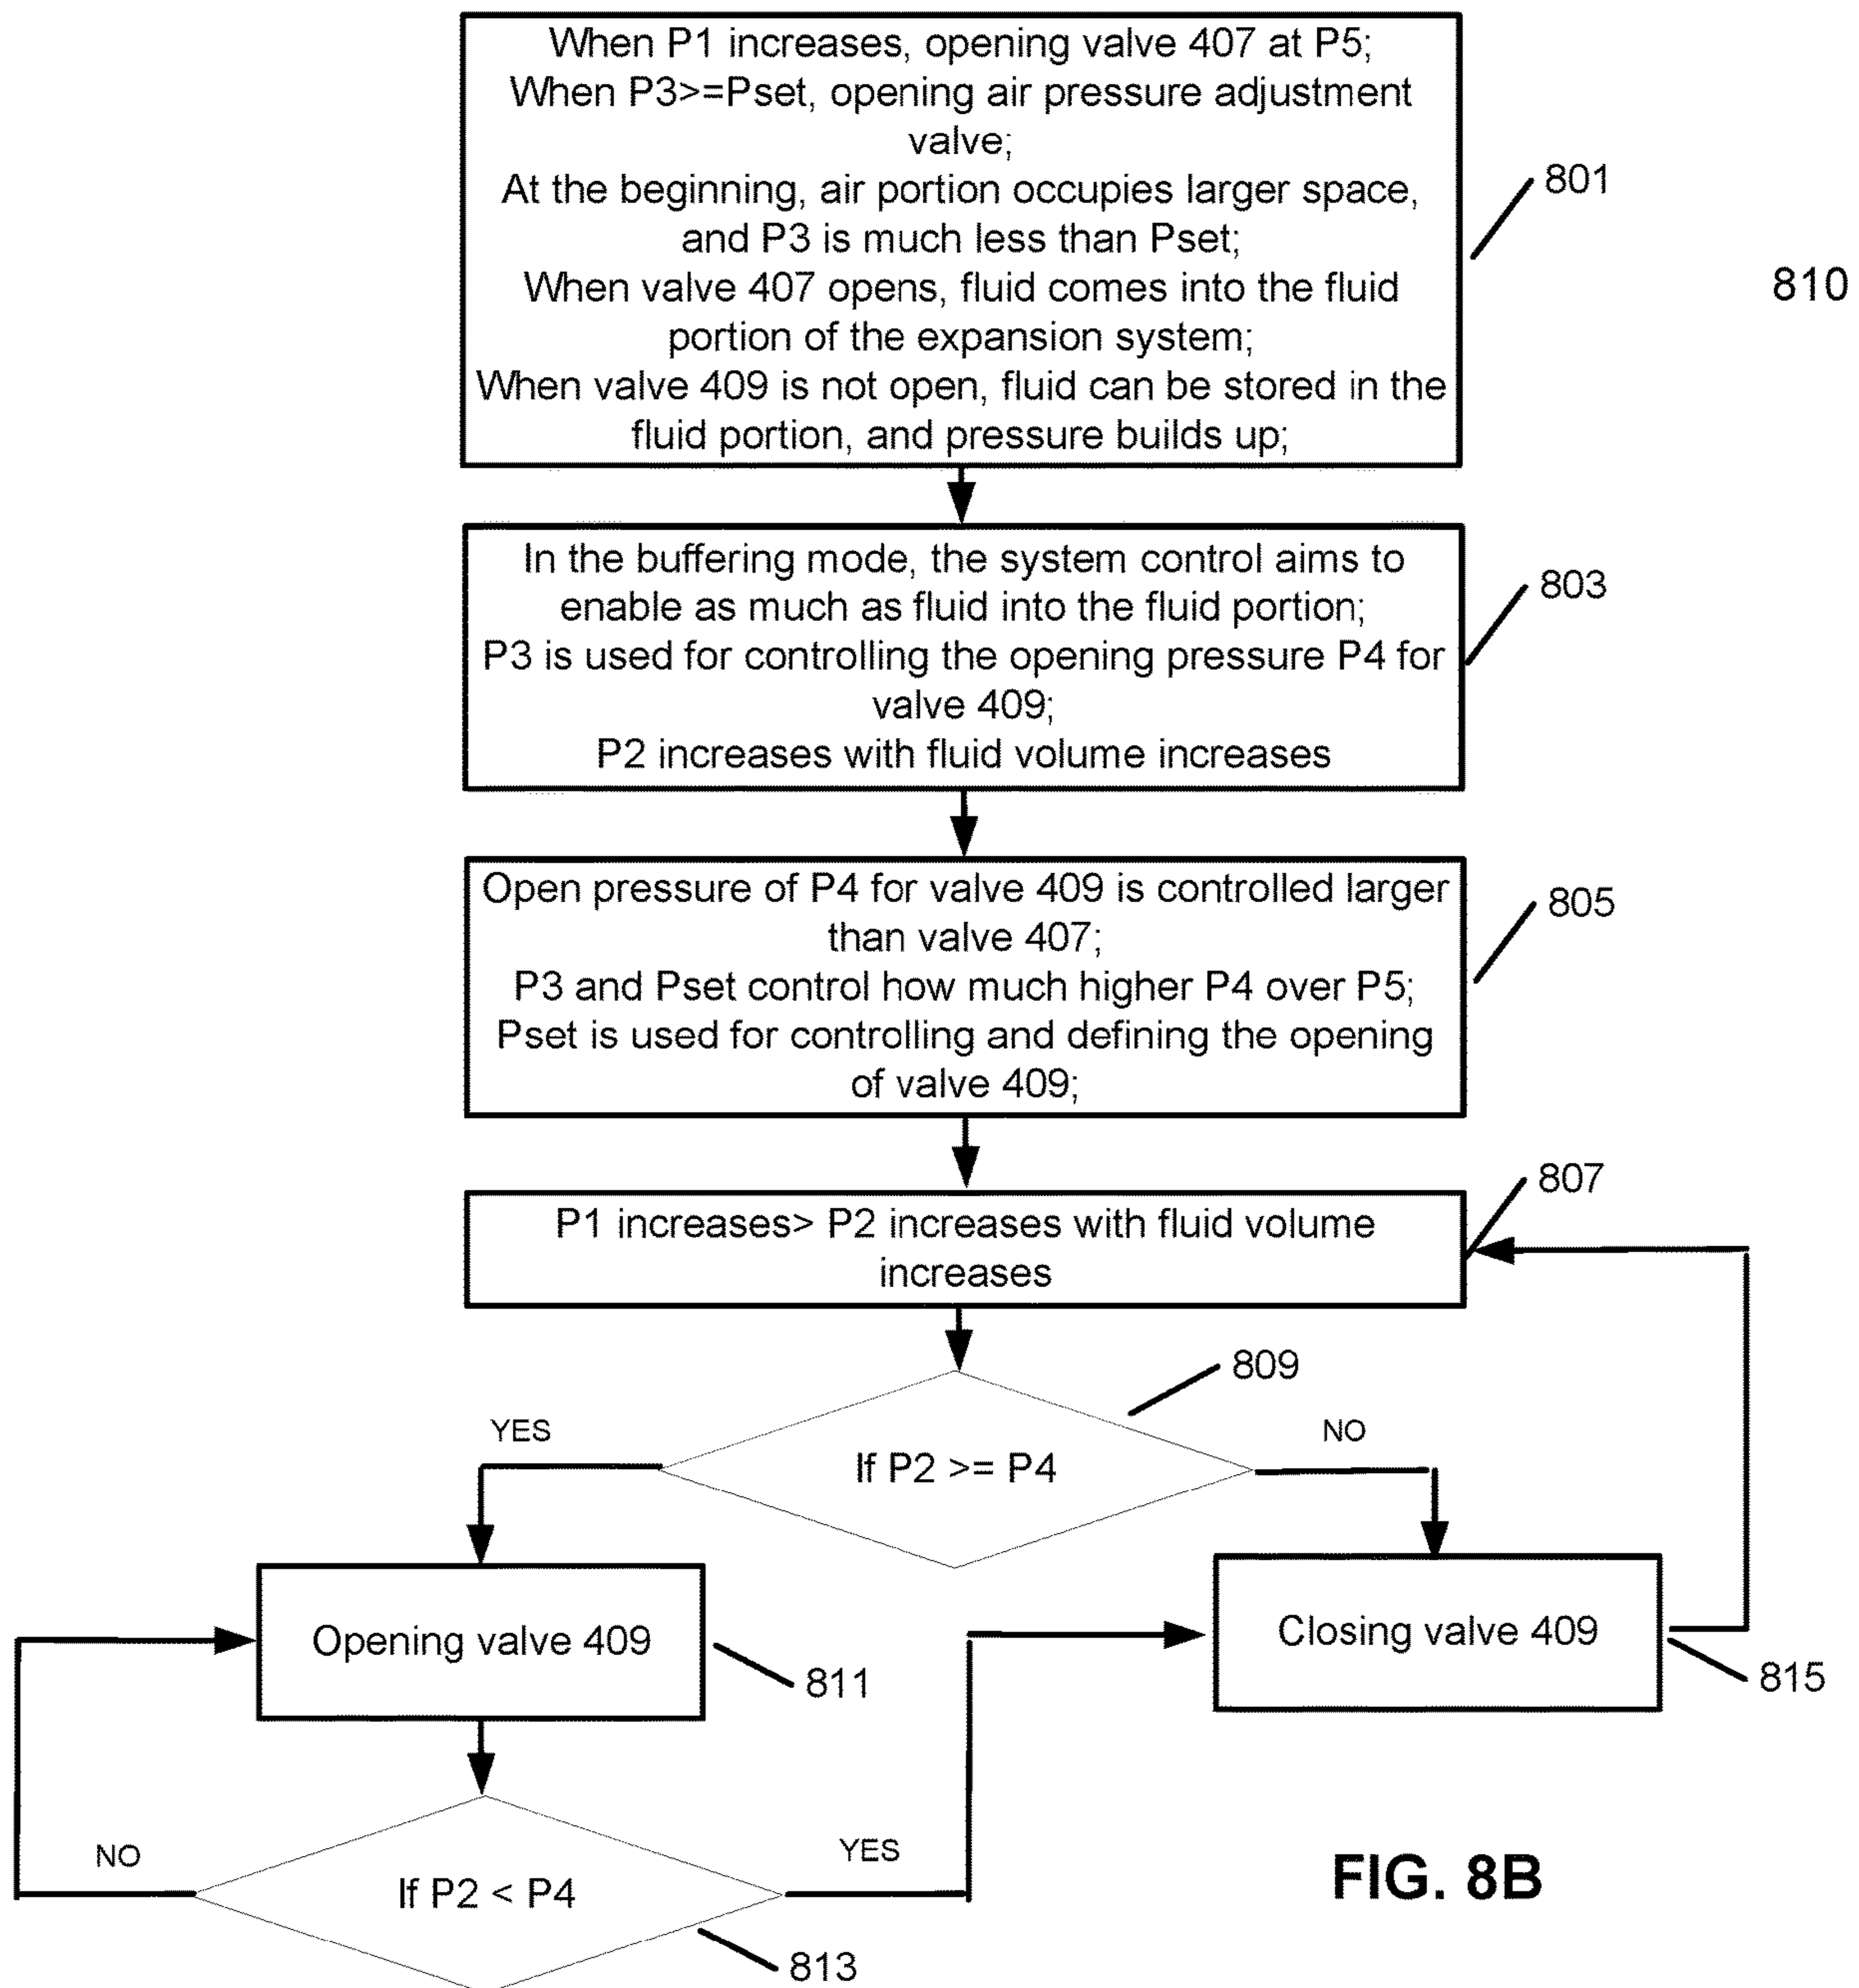 When P1 increases, opening valve 407 at P5;
When P3>=Pset, opening air pressure adjustment
valve;
At the beginning, air portion occupies larger space,
and P3 is much less than Pset;
When valve 407 opens, fluid comes into the fluid
portion of the expansion system;
When valve 409 is not open, fluid can be stored in the
fluid portion, and pressure builds up;
801
810
In the buffering mode, the system control aims to
enable as much as fluid into the fluid portion;
P3 is used for controlling the opening pressure P4 for
valve 409;
P2 increases with fluid volume increases
803
Open pressure of P4 for valve 409 is controlled larger
than valve 407;
P3 and Pset control how much higher P4 over P5;
Pset is used for controlling and defining the opening
of valve 409;
805
P1 increases> P2 increases with fluid volume
increases
807
809
YES
If P2 >= P4
NO
Opening valve 409
811
Closing valve 409
815
NO
If P2 < P4
YES
813
FIG. 8B